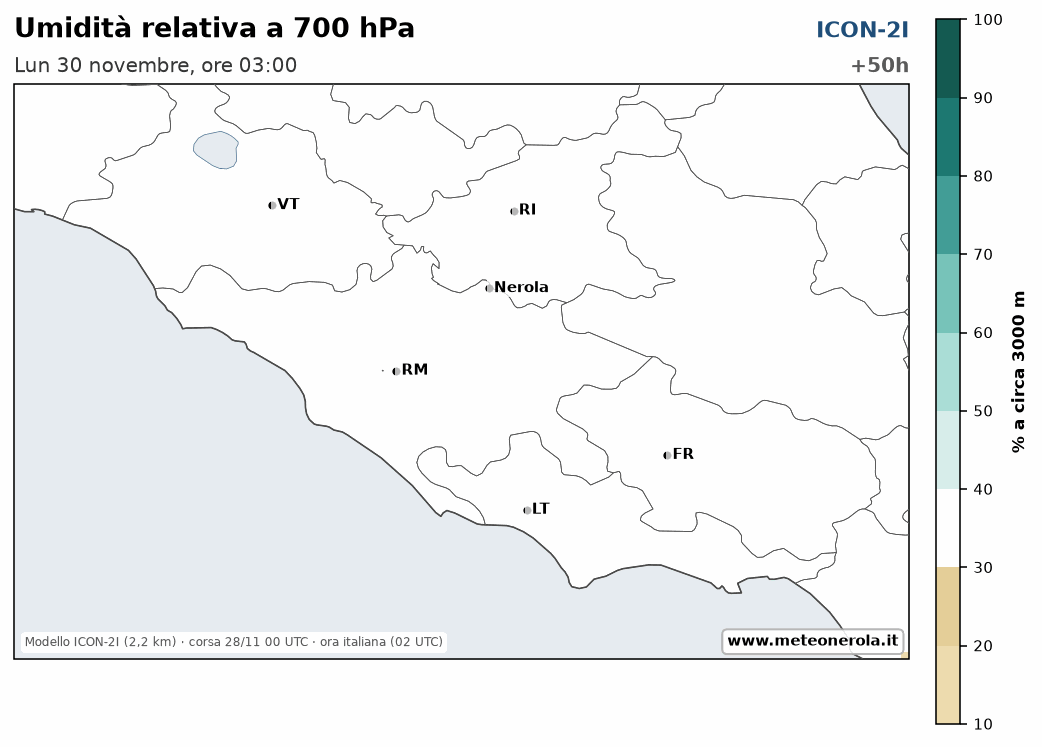 Umidità relativa a 700 hPa
ICON-2I
Lun 30 novembre, ore 03:00
+50h
100
90
80
70
60
50
40
30
20
10
% a circa 3000 m
VT
RI
Nerola
RM
FR
LT
Modello ICON-2I (2,2 km) · corsa 28/11 00 UTC · ora italiana (02 UTC)
www.meteonerola.it